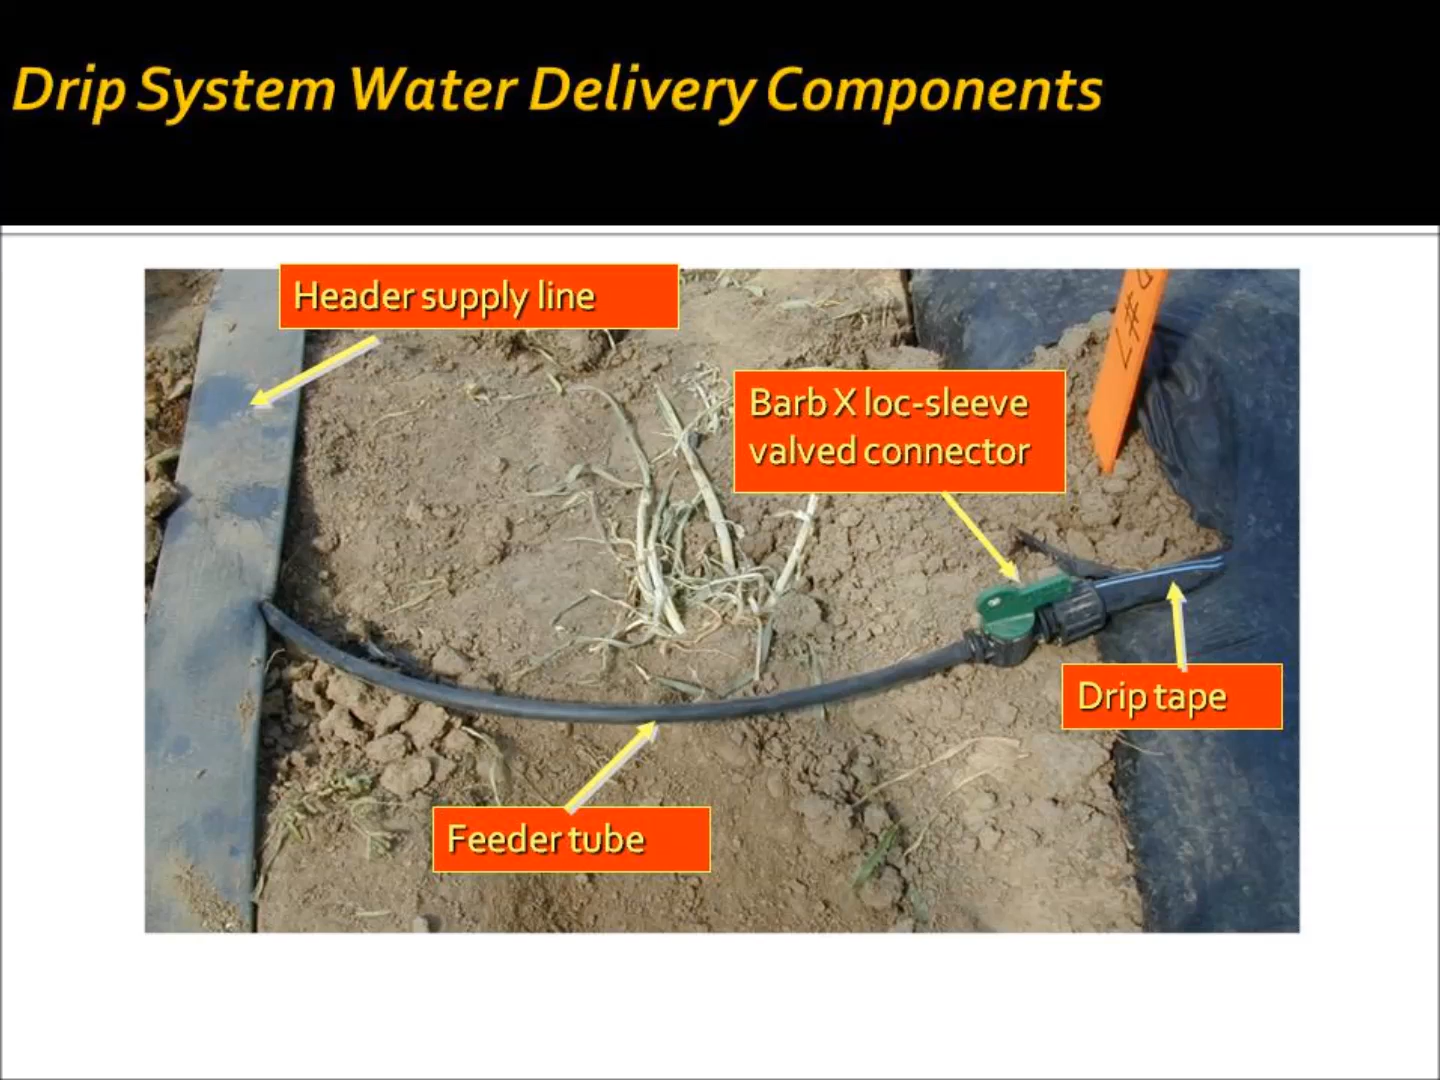 Drip System Water Delivery Components
Header supply line
Barb X loc-sleeve
valved connector
Drip tape
Feeder tube